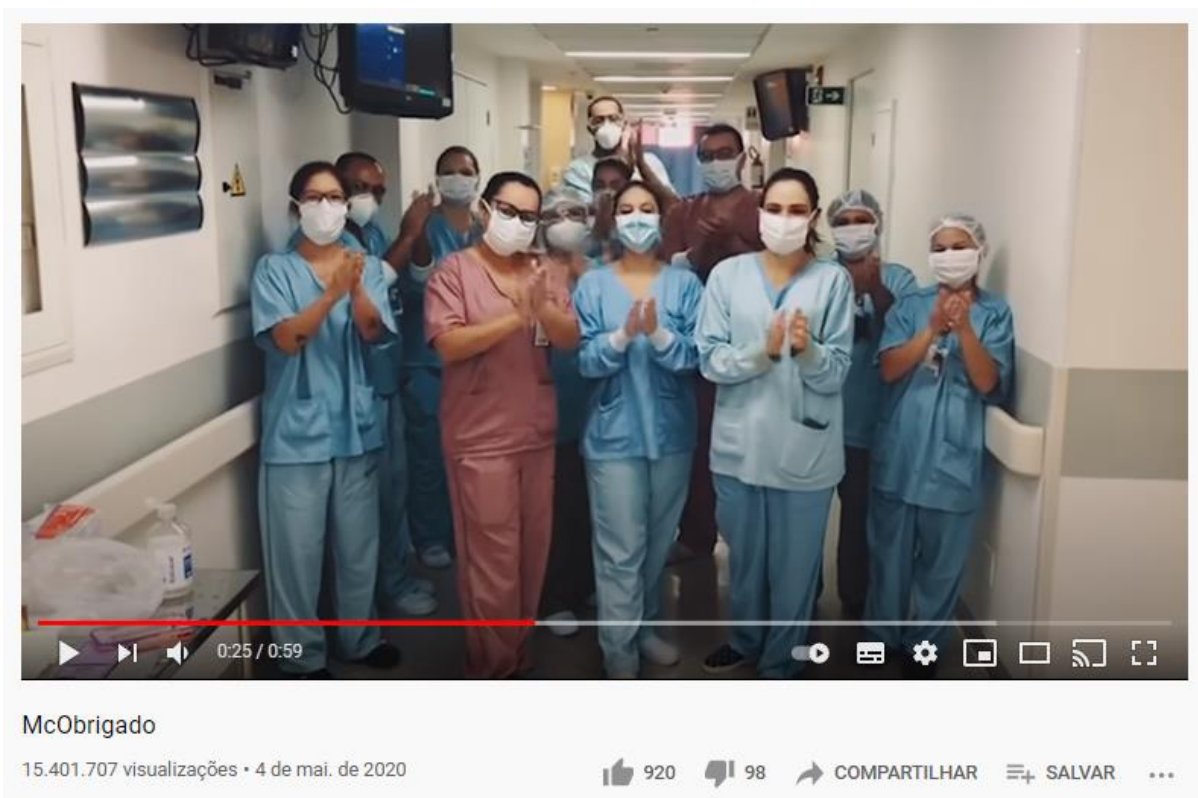 0:25 / 0:59
McObrigado
15.401.707 visualizações • 4 de mai. de 2020
920
98
COMPARTILHAR
SALVAR